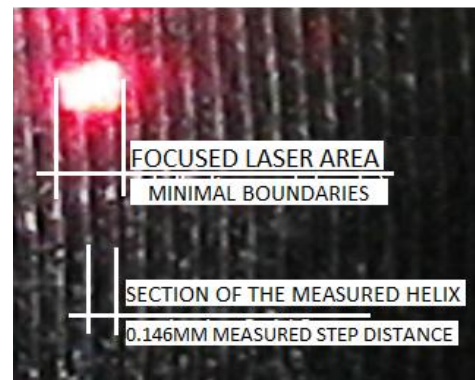 FOCUSED LASER AREA
MINIMAL BOUNDARIES
SECTION OF THE MEASURED HELIX
0.146MM MEASURED STEP DISTANCE